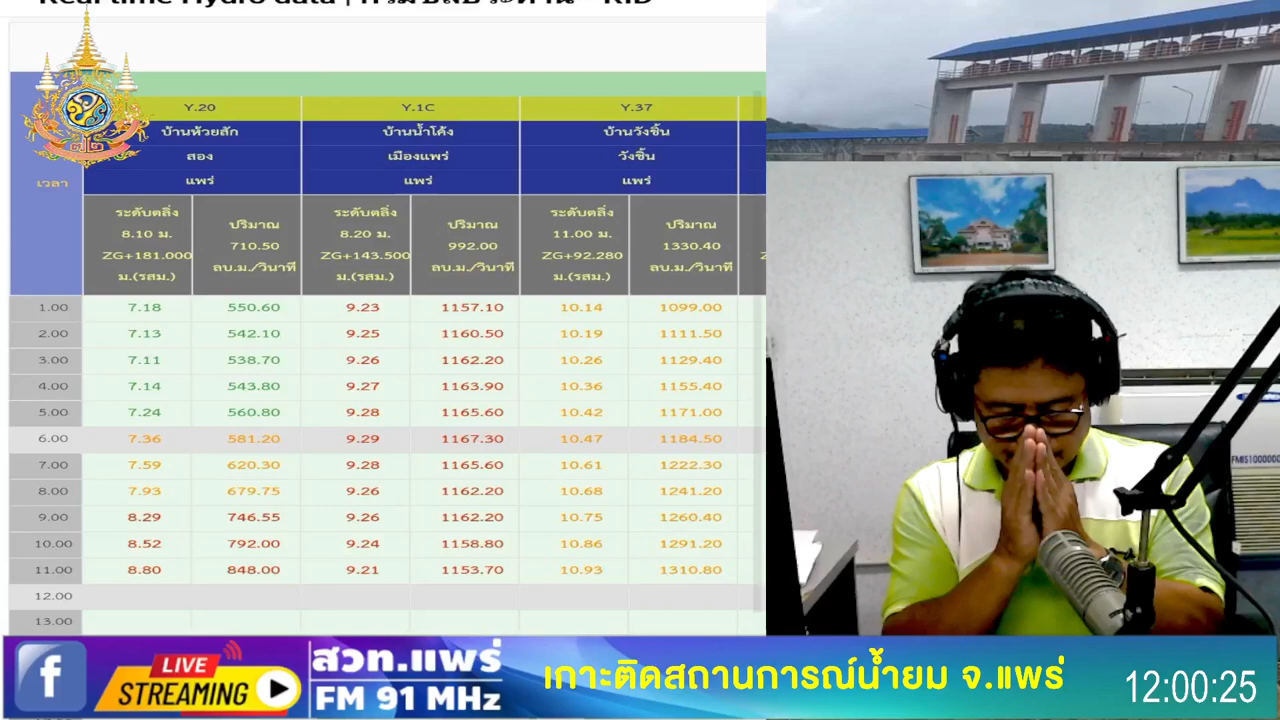 Y.20 Y.1C Y.37
บ้านห้วยสัก บ้านน้ำโค้ง บ้านวังชิ้น
สอง เมืองแพร่ วังชิ้น
เวลา แพร่ แพร่ แพร่
ระดับตลิ่ง ปริมาณ ระดับตลิ่ง ปริมาณ ระดับตลิ่ง ปริมาณ
8.10 ม. 710.50 8.20 ม. 992.00 11.00 ม. 1330.40
ZG+181.000 ลบ.ม./วินาที ZG+143.500 ลบ.ม./วินาที ZG+92.280 ลบ.ม./วินาที
ม.(รสม.) ม.(รสม.) ม.(รสม.)
1.00 7.18 550.60 9.23 1157.10 10.14 1099.00
2.00 7.13 542.10 9.25 1160.50 10.19 1111.50
3.00 7.11 538.70 9.26 1162.20 10.26 1129.40
4.00 7.14 543.80 9.27 1163.90 10.36 1155.40
5.00 7.24 560.80 9.28 1165.60 10.42 1171.00
6.00 7.36 581.20 9.29 1167.30 10.47 1184.50
7.00 7.59 620.30 9.28 1165.60 10.61 1222.30
8.00 7.93 679.75 9.26 1162.20 10.68 1241.20
9.00 8.29 746.55 9.26 1162.20 10.75 1260.40
10.00 8.52 792.00 9.24 1158.80 10.86 1291.20
11.00 8.80 848.00 9.21 1153.70 10.93 1310.80
12.00
13.00
f
LIVE
STREAMING
สวท.แพร่
FM 91 MHz
เกาะติดสถานการณ์น้ำยม จ.แพร่
12:00:25